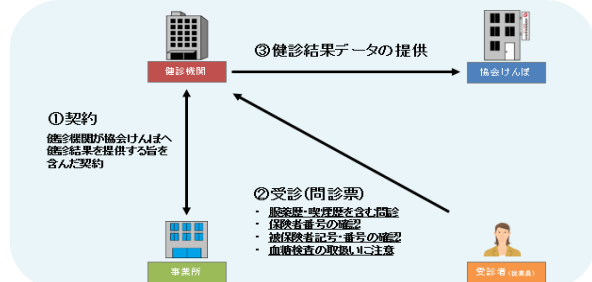 ③健診結果データの提供
健診機関
協会けんぽ
①契約
健診機関が協会けんぽへ
健診結果を提供する旨を
含んだ契約
②受診(問診票)
・ 服薬歴・喫煙歴を含む問診
・ 保険者番号の確認
・ 被保険者記号・番号の確認
・ 血糖検査の取扱いに注意
事業所
受診者(従業員)